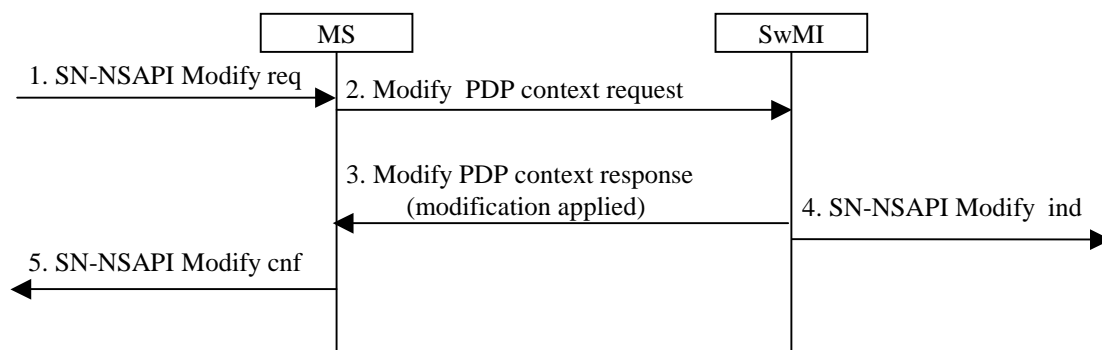 MS
SwMI
1. SN-NSAPI Modify req
2. Modify PDP context request
3. Modify PDP context response
(modification applied)
4. SN-NSAPI Modify ind
5. SN-NSAPI Modify cnf